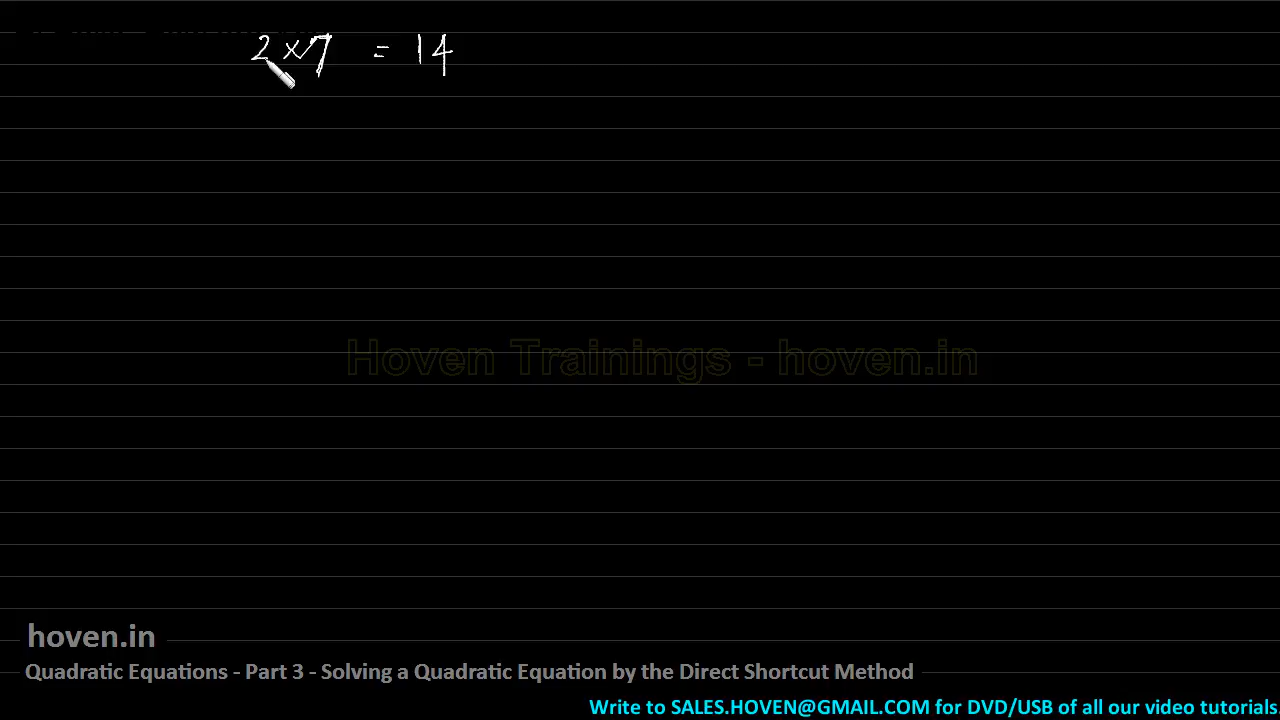 2 × 7 = 14
Hoven Trainings - hoven.in
hoven.in
Quadratic Equations - Part 3 - Solving a Quadratic Equation by the Direct Shortcut Method
Write to SALES.HOVEN@GMAIL.COM for DVD/USB of all our video tutorials